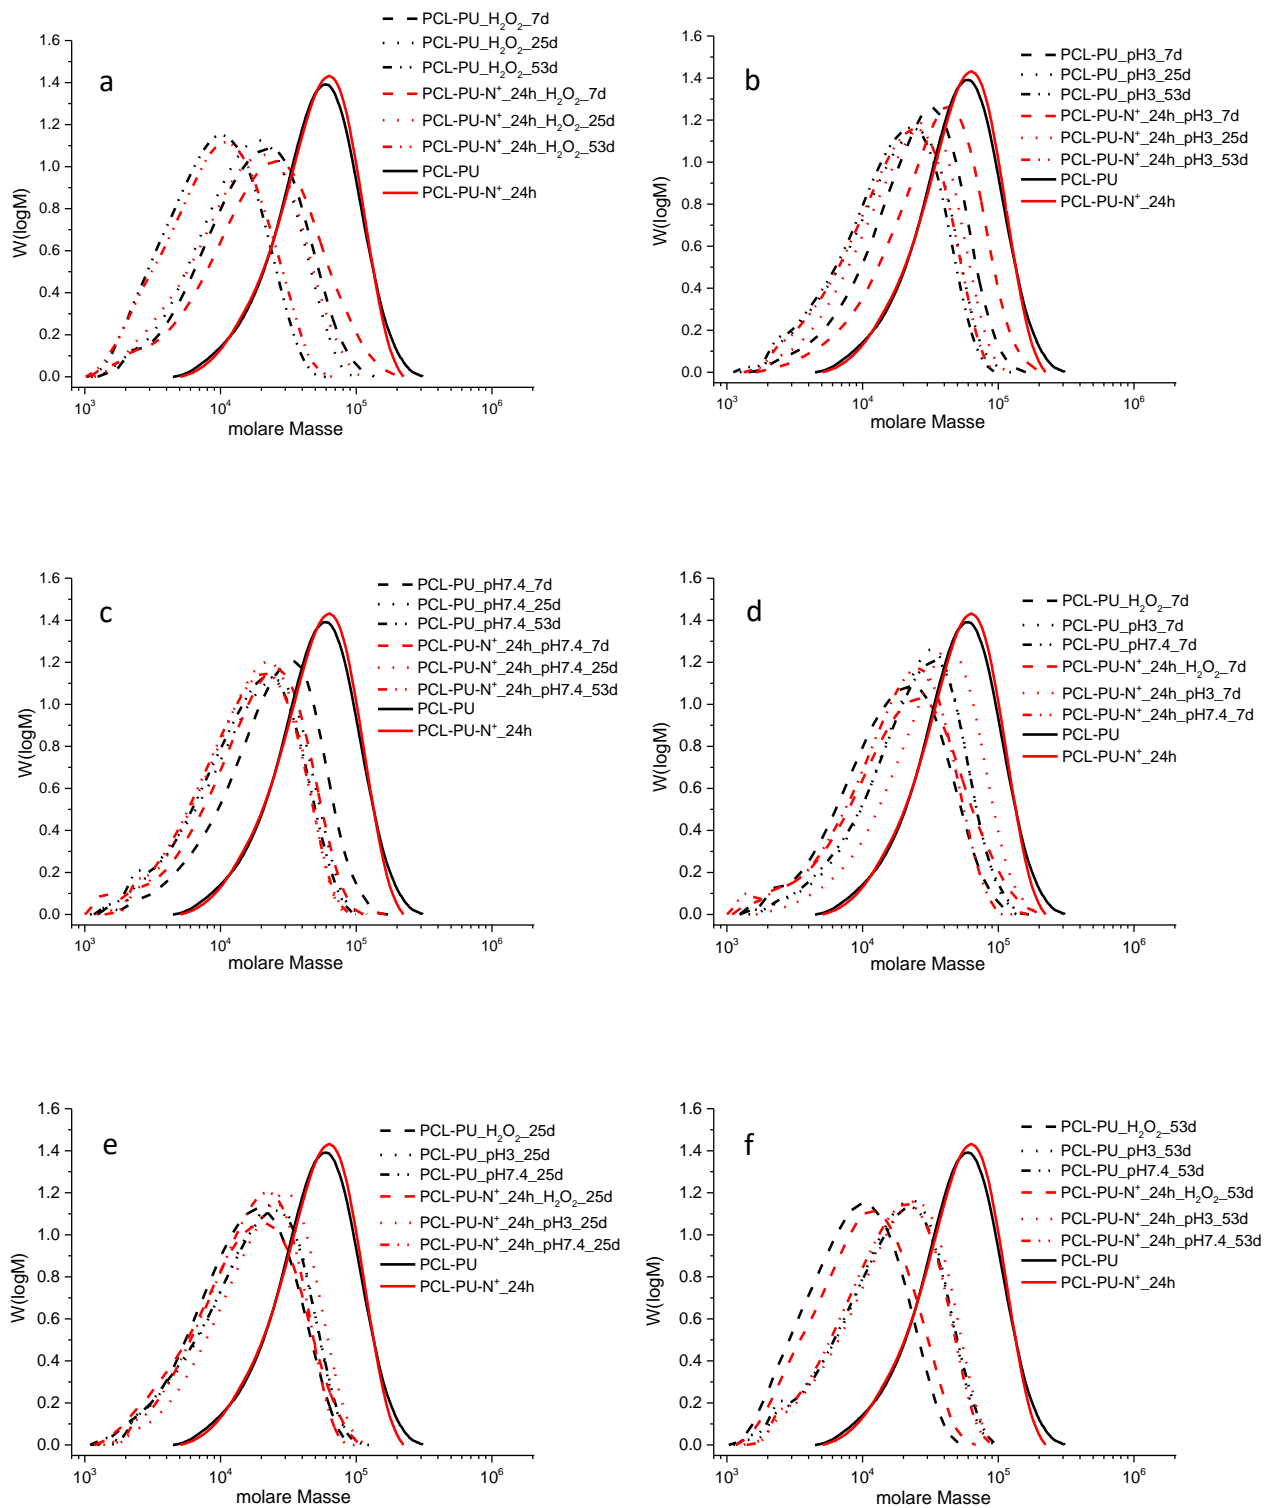 a
PCL-PU_H₂O₂_7d
PCL-PU_H₂O₂_25d
PCL-PU_H₂O₂_53d
PCL-PU-N⁺_24h_H₂O₂_7d
PCL-PU-N⁺_24h_H₂O₂_25d
PCL-PU-N⁺_24h_H₂O₂_53d
PCL-PU
PCL-PU-N⁺_24h
W(logM)
1.6
1.4
1.2
1.0
0.8
0.6
0.4
0.2
0.0
10³ 10⁴ 10⁵ 10⁶
molare Masse
b
PCL-PU_pH3_7d
PCL-PU_pH3_25d
PCL-PU_pH3_53d
PCL-PU-N⁺_24h_pH3_7d
PCL-PU-N⁺_24h_pH3_25d
PCL-PU-N⁺_24h_pH3_53d
PCL-PU
PCL-PU-N⁺_24h
W(logM)
1.6
1.4
1.2
1.0
0.8
0.6
0.4
0.2
0.0
10³ 10⁴ 10⁵ 10⁶
molare Masse
c
PCL-PU_pH7.4_7d
PCL-PU_pH7.4_25d
PCL-PU_pH7.4_53d
PCL-PU-N⁺_24h_pH7.4_7d
PCL-PU-N⁺_24h_pH7.4_25d
PCL-PU-N⁺_24h_pH7.4_53d
PCL-PU
PCL-PU-N⁺_24h
W(logM)
1.6
1.4
1.2
1.0
0.8
0.6
0.4
0.2
0.0
10³ 10⁴ 10⁵ 10⁶
molare Masse
d
PCL-PU_H₂O₂_7d
PCL-PU_pH3_7d
PCL-PU_pH7.4_7d
PCL-PU-N⁺_24h_H₂O₂_7d
PCL-PU-N⁺_24h_pH3_7d
PCL-PU-N⁺_24h_pH7.4_7d
PCL-PU
PCL-PU-N⁺_24h
W(logM)
1.6
1.4
1.2
1.0
0.8
0.6
0.4
0.2
0.0
10³ 10⁴ 10⁵ 10⁶
molare Masse
e
PCL-PU_H₂O₂_25d
PCL-PU_pH3_25d
PCL-PU_pH7.4_25d
PCL-PU-N⁺_24h_H₂O₂_25d
PCL-PU-N⁺_24h_pH3_25d
PCL-PU-N⁺_24h_pH7.4_25d
PCL-PU
PCL-PU-N⁺_24h
W(logM)
1.6
1.4
1.2
1.0
0.8
0.6
0.4
0.2
0.0
10³ 10⁴ 10⁵ 10⁶
molare Masse
f
PCL-PU_H₂O₂_53d
PCL-PU_pH3_53d
PCL-PU_pH7.4_53d
PCL-PU-N⁺_24h_H₂O₂_53d
PCL-PU-N⁺_24h_pH3_53d
PCL-PU-N⁺_24h_pH7.4_53d
PCL-PU
PCL-PU-N⁺_24h
W(logM)
1.6
1.4
1.2
1.0
0.8
0.6
0.4
0.2
0.0
10³ 10⁴ 10⁵ 10⁶
molare Masse